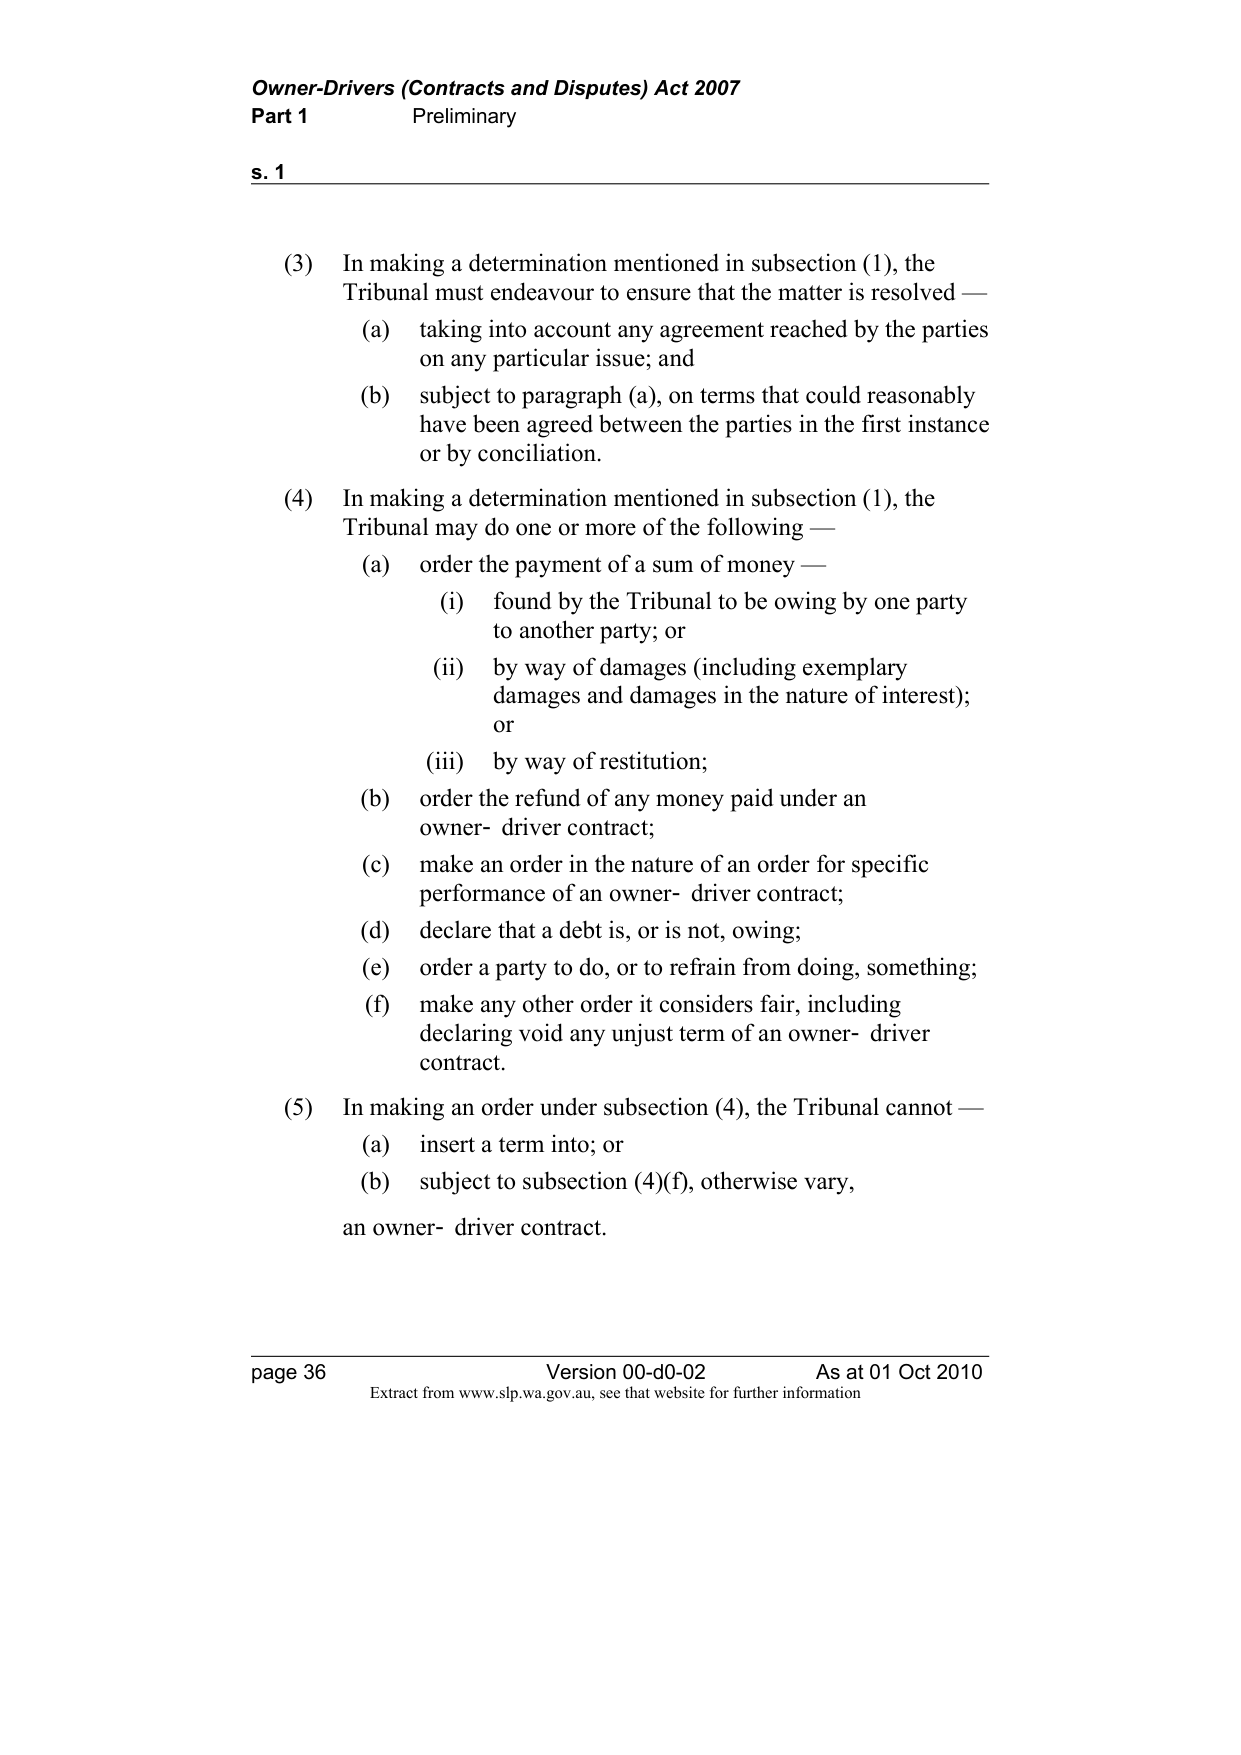 Owner-Drivers (Contracts and Disputes) Act 2007
Part 1 Preliminary
s. 1
(3) In making a determination mentioned in subsection (1), the
Tribunal must endeavour to ensure that the matter is resolved —
(a) taking into account any agreement reached by the parties
on any particular issue; and
(b) subject to paragraph (a), on terms that could reasonably
have been agreed between the parties in the first instance
or by conciliation.
(4) In making a determination mentioned in subsection (1), the
Tribunal may do one or more of the following —
(a) order the payment of a sum of money —
(i) found by the Tribunal to be owing by one party
to another party; or
(ii) by way of damages (including exemplary
damages and damages in the nature of interest);
or
(iii) by way of restitution;
(b) order the refund of any money paid under an
owner- driver contract;
(c) make an order in the nature of an order for specific
performance of an owner- driver contract;
(d) declare that a debt is, or is not, owing;
(e) order a party to do, or to refrain from doing, something;
(f) make any other order it considers fair, including
declaring void any unjust term of an owner- driver
contract.
(5) In making an order under subsection (4), the Tribunal cannot —
(a) insert a term into; or
(b) subject to subsection (4)(f), otherwise vary,
an owner- driver contract.
page 36 Version 00-d0-02 As at 01 Oct 2010
Extract from www.slp.wa.gov.au, see that website for further information